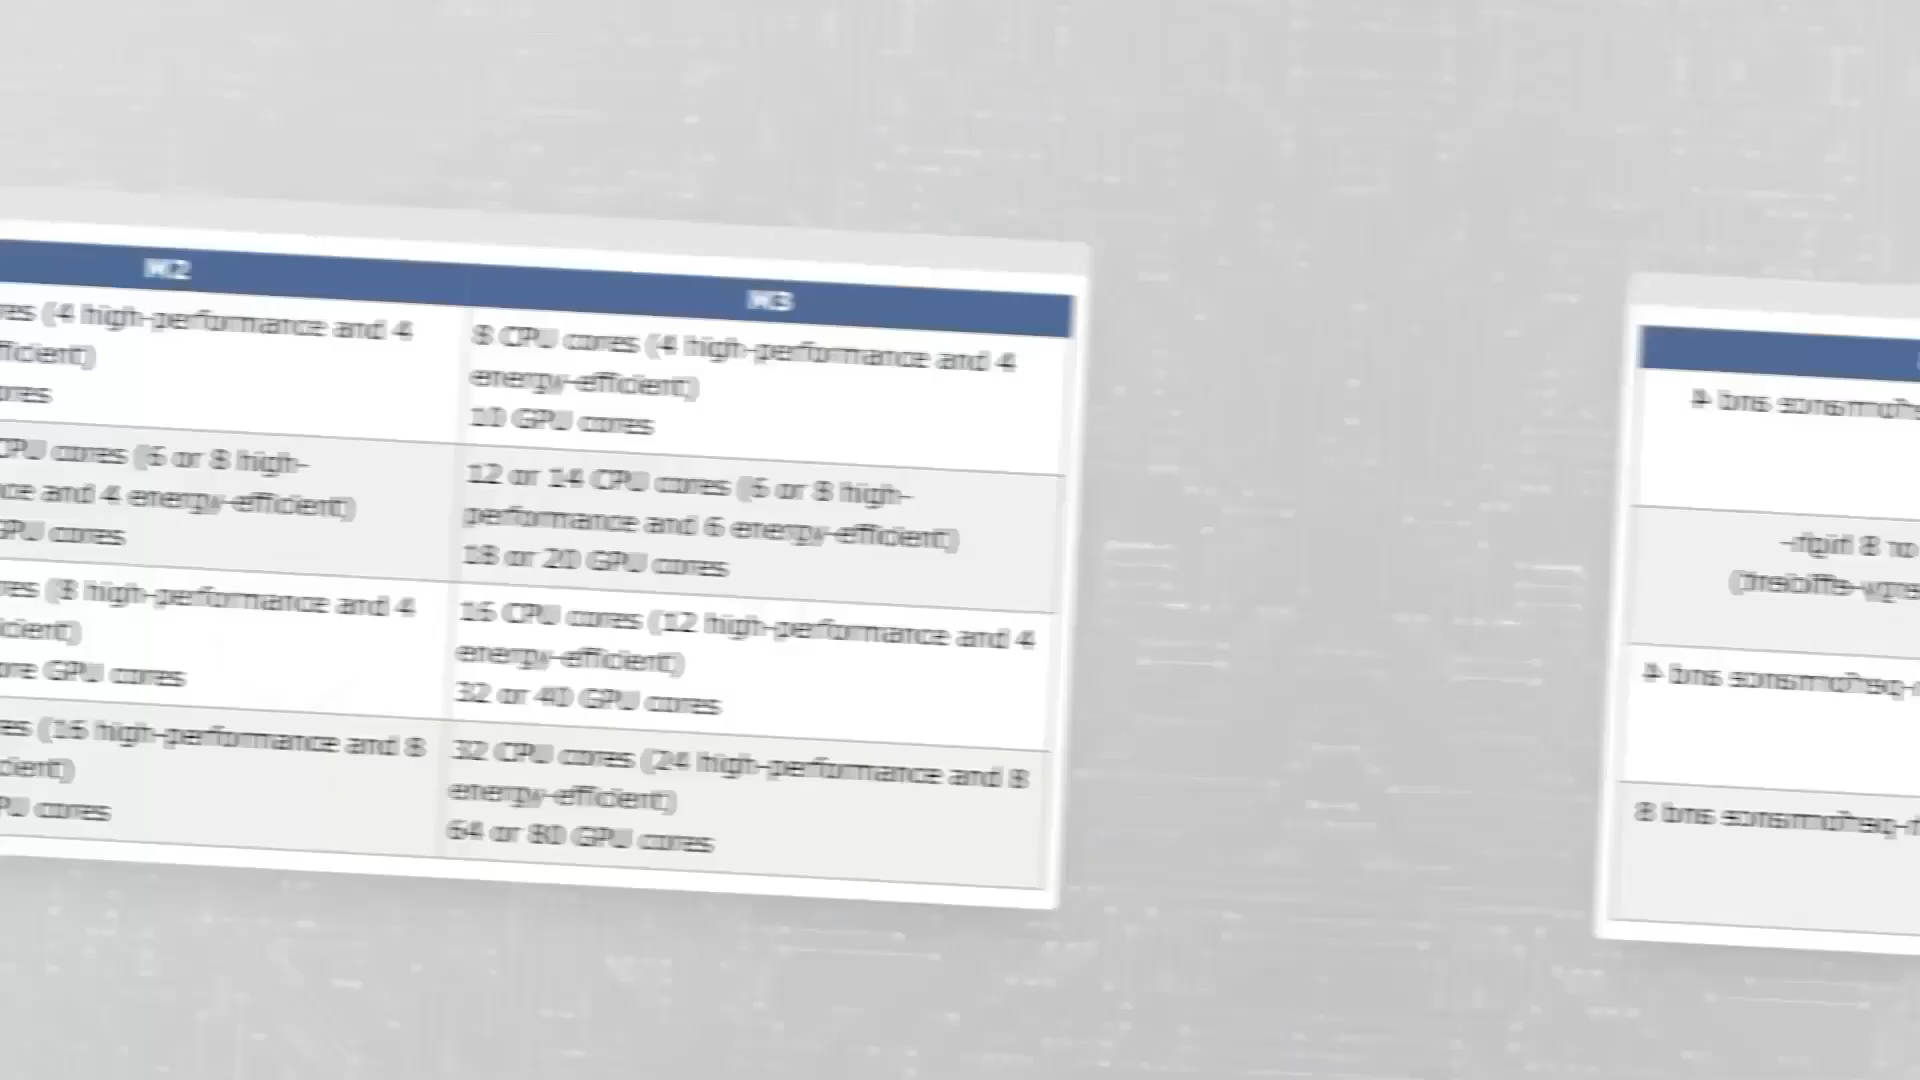 M2
res (4 high-performance and 4
fficient)
ores
CPU cores (6 or 8 high-
nce and 4 energy-efficient)
GPU cores
res (8 high-performance and 4
icient)
ore GPU cores
es (16 high-performance and 8
cient)
PU cores
M3
8 CPU cores (4 high-performance and 4
energy-efficient)
10 GPU cores
12 or 14 CPU cores (6 or 8 high-
performance and 6 energy-efficient)
18 or 20 GPU cores
16 CPU cores (12 high-performance and 4
energy-efficient)
32 or 40 GPU cores
32 CPU cores (24 high-performance and 8
energy-efficient)
64 or 80 GPU cores